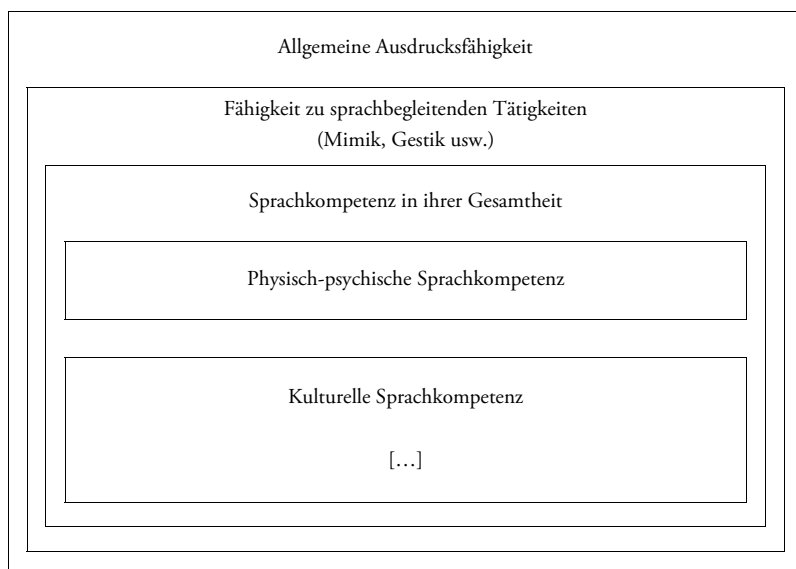 Allgemeine Ausdrucksfähigkeit
Fähigkeit zu sprachbegleitenden Tätigkeiten
(Mimik, Gestik usw.)
Sprachkompetenz in ihrer Gesamtheit
Physisch-psychische Sprachkompetenz
Kulturelle Sprachkompetenz
[…]